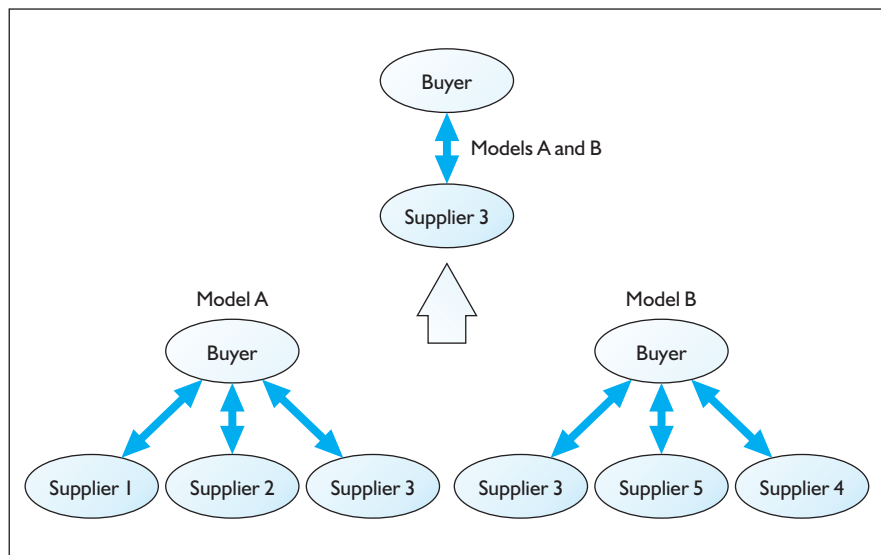 Buyer
Models A and B
Supplier 3
Model A
Model B
Buyer
Buyer
Supplier 1
Supplier 2
Supplier 3
Supplier 3
Supplier 5
Supplier 4